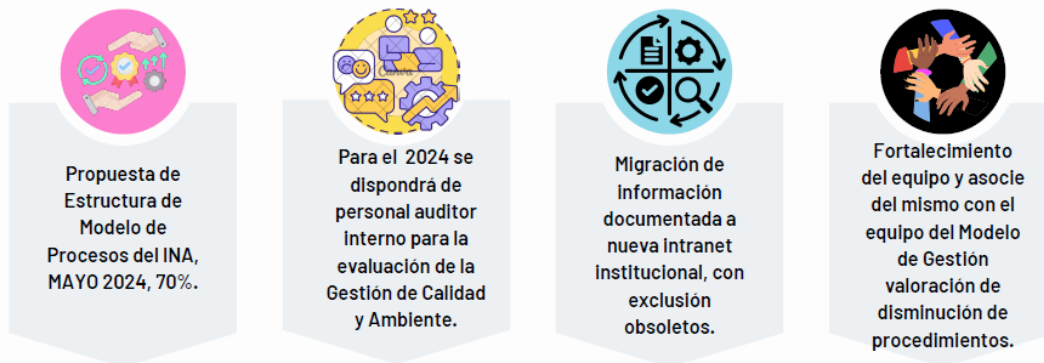 Propuesta de
Estructura de
Modelo de
Procesos del INA,
MAYO 2024, 70%.
Canva
Para el 2024 se
dispondrá de
personal auditor
interno para la
evaluación de la
Gestión de Calidad
y Ambiente.
Migración de
información
documentada a
nueva intranet
institucional, con
exclusión
obsoletos.
Fortalecimiento
del equipo y asocie
del mismo con el
equipo del Modelo
de Gestión
valoración de
disminución de
procedimientos.